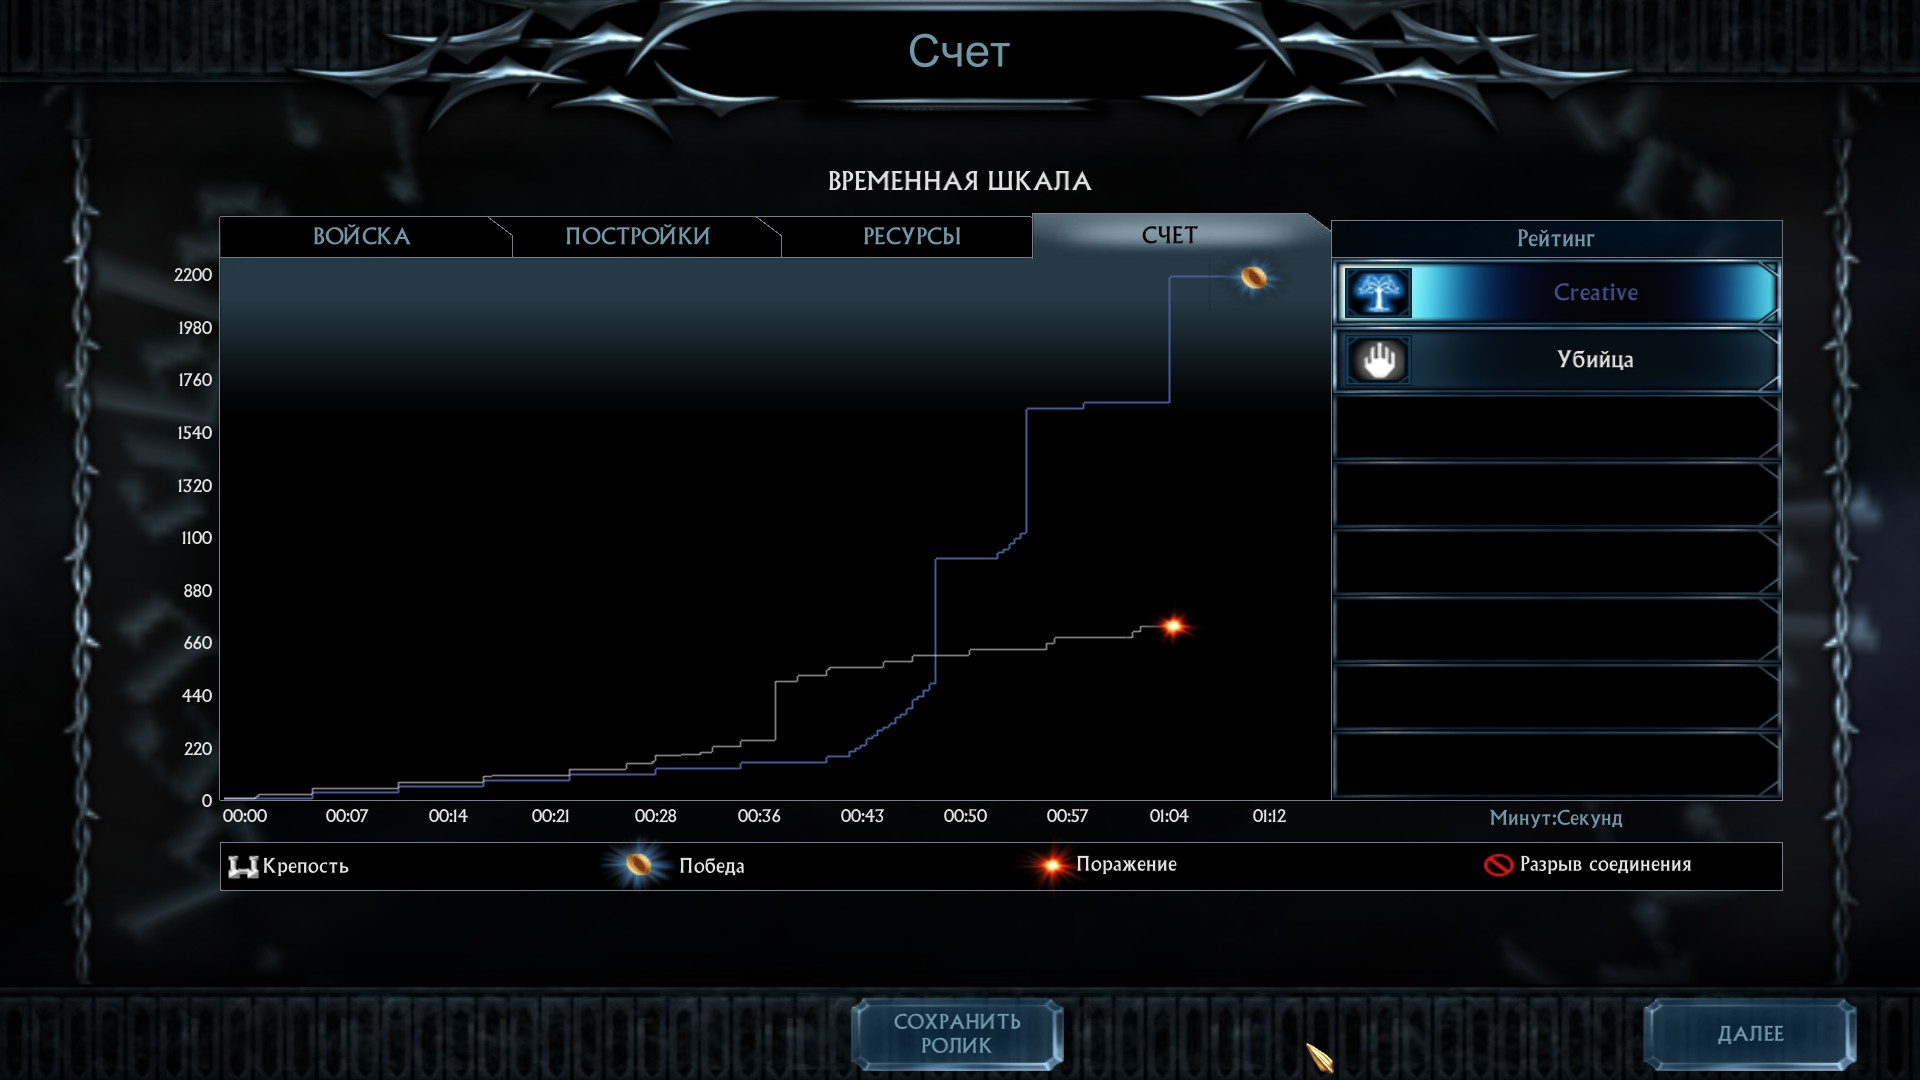 Счет
ВРЕМЕННАЯ ШКАЛА
ВОЙСКА ПОСТРОЙКИ РЕСУРСЫ СЧЕТ Рейтинг
Creative
Убийца
2200
1980
1760
1540
1320
1100
880
660
440
220
0
00:00 00:07 00:14 00:21 00:28 00:36 00:43 00:50 00:57 01:04 01:12 Минут:Секунд
Крепость Победа Поражение Разрыв соединения
СОХРАНИТЬ
РОЛИК
ДАЛЕЕ